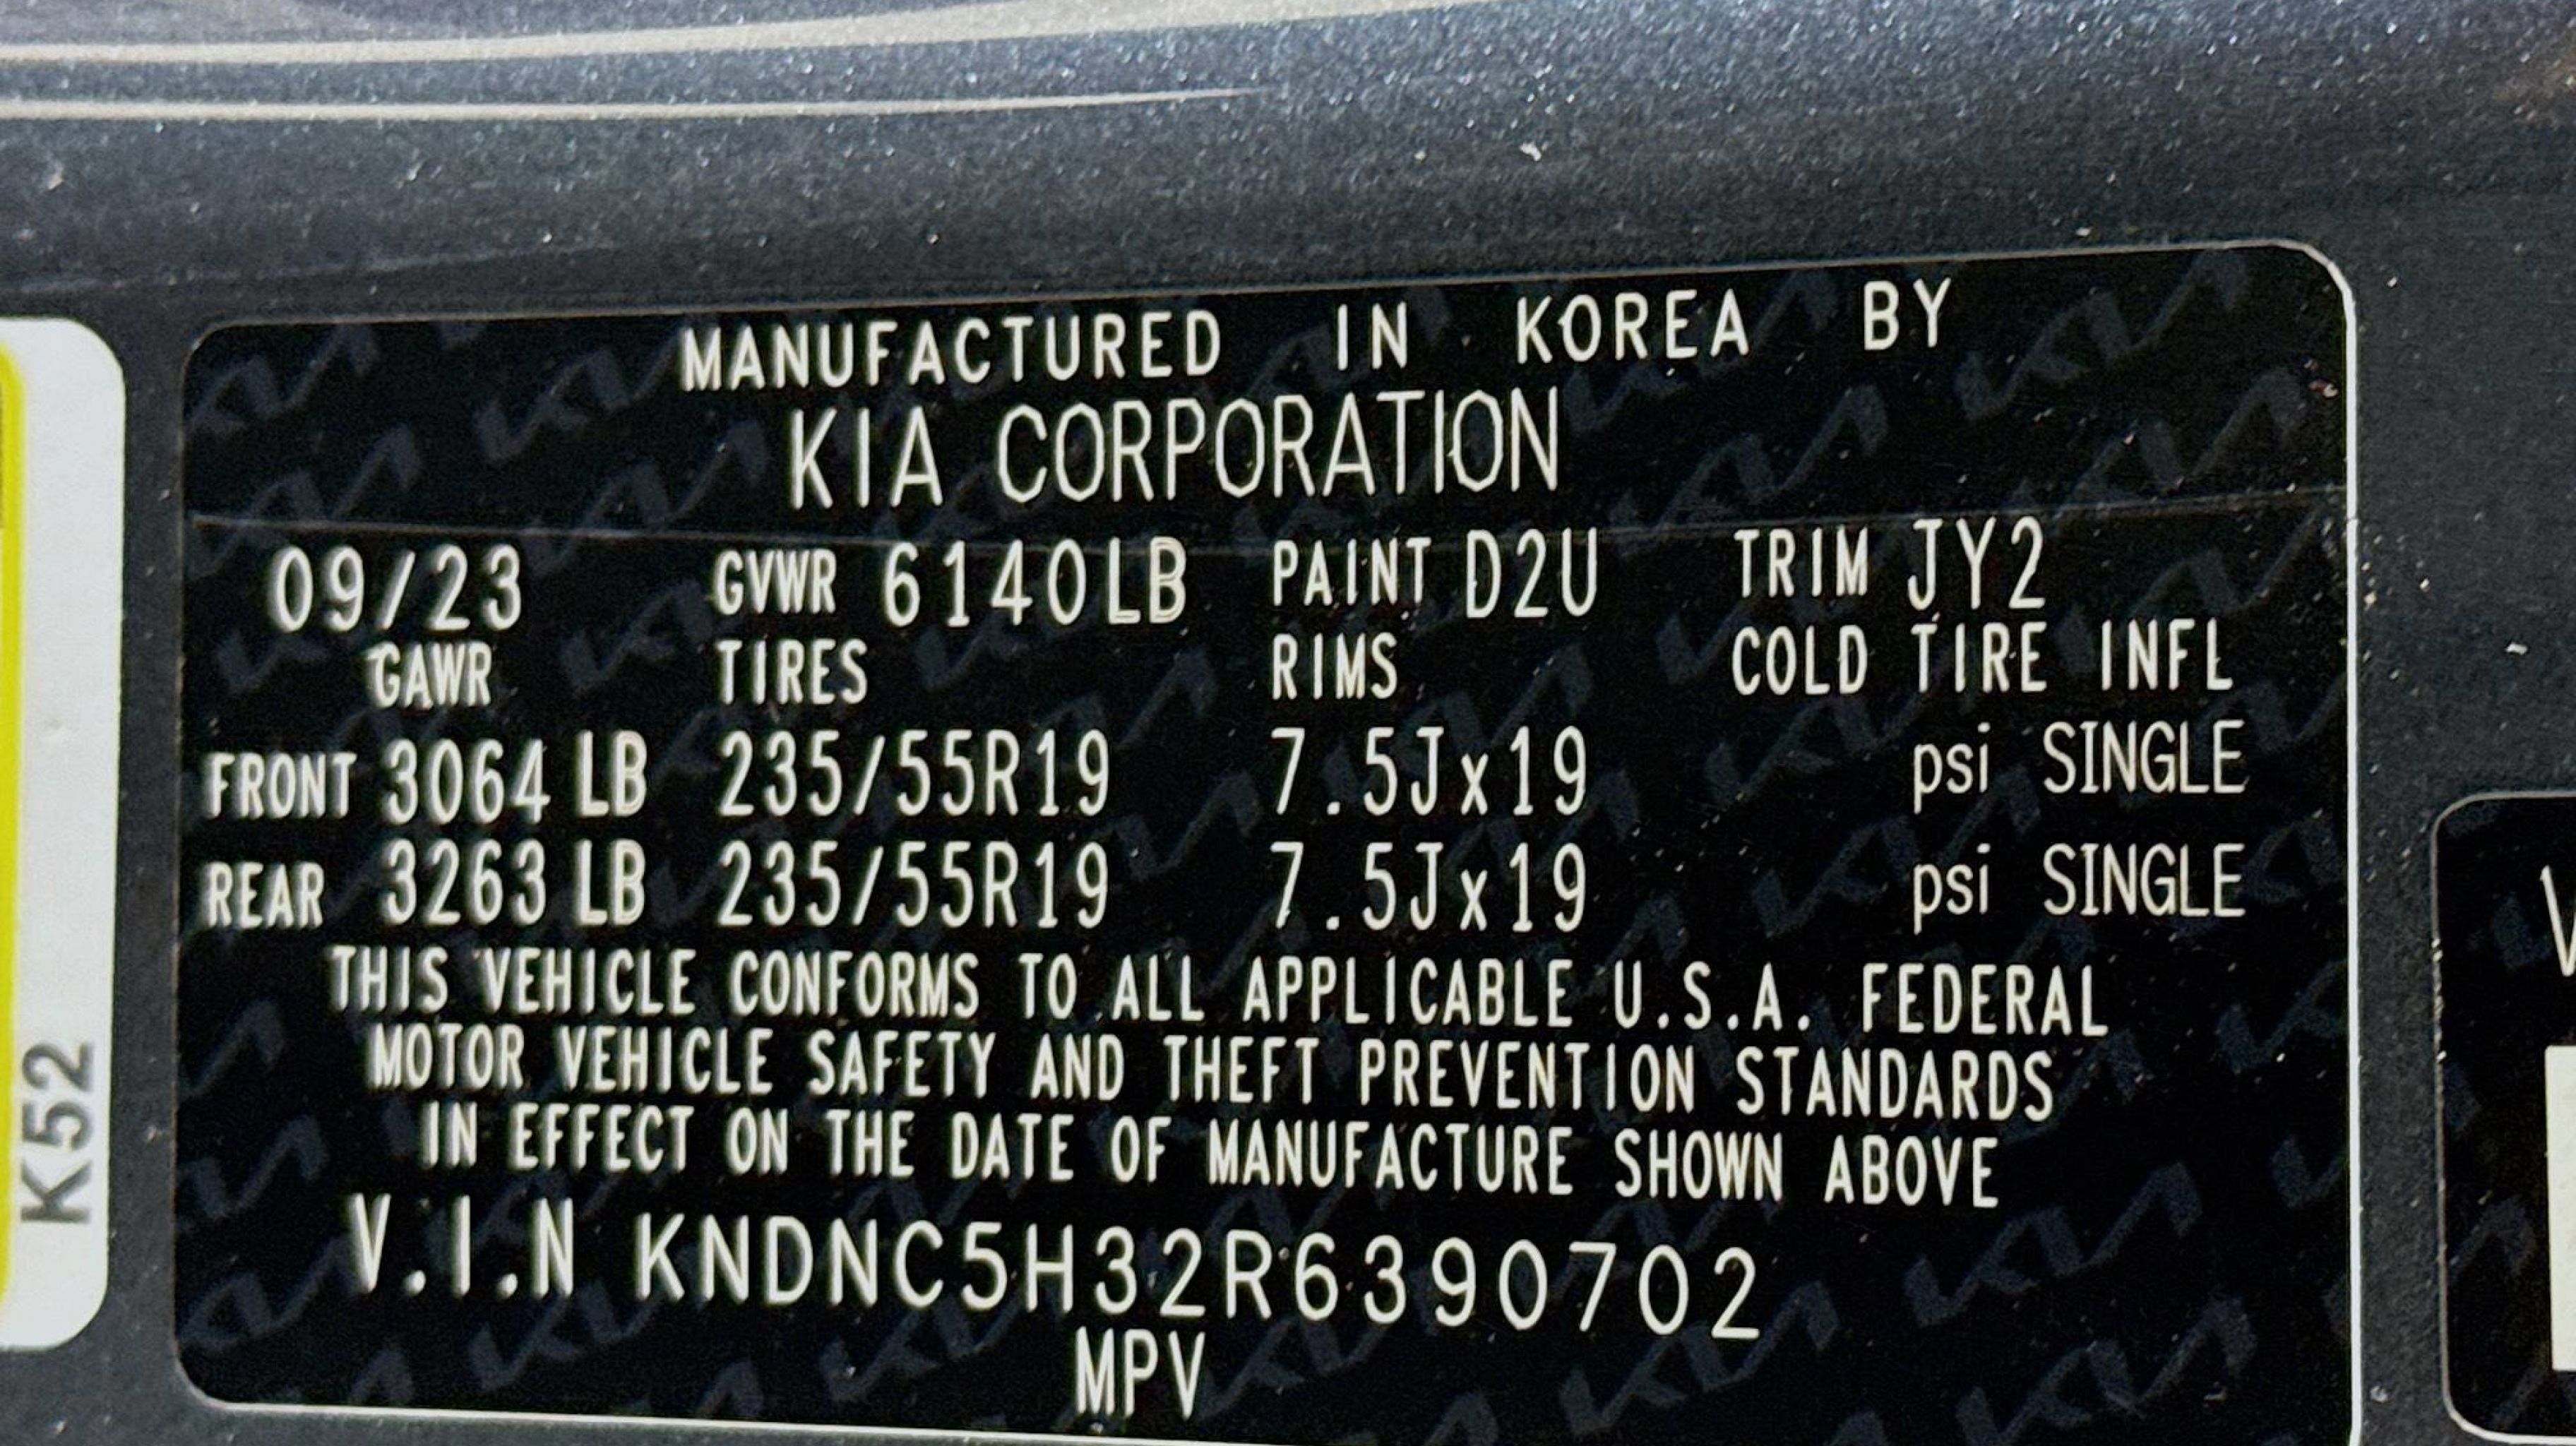 MANUFACTURED IN KOREA BY
KIA CORPORATION
09/23 GVWR 6140LB PAINT D2U TRIM JY2
GAWR TIRES RIMS COLD TIRE INFL
FRONT 3064 LB 235/55R19 7.5Jx19 psi SINGLE
REAR 3263 LB 235/55R19 7.5Jx19 psi SINGLE
THIS VEHICLE CONFORMS TO ALL APPLICABLE U.S.A. FEDERAL
MOTOR VEHICLE SAFETY AND THEFT PREVENTION STANDARDS
IN EFFECT ON THE DATE OF MANUFACTURE SHOWN ABOVE
V.I.N KNDNC5H32R6390702
MPV
K52